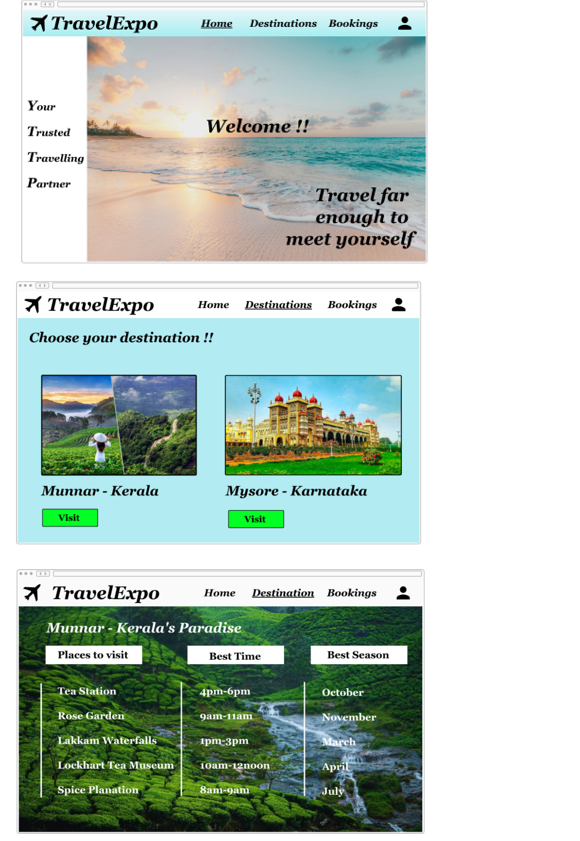 TravelExpo Home Destinations Bookings
Your
Trusted
Travelling
Partner
Welcome !!
Travel far
enough to
meet yourself
TravelExpo Home Destinations Bookings
Choose your destination !!
Munnar - Kerala Mysore - Karnataka
Visit Visit
TravelExpo Home Destination Bookings
Munnar - Kerala's Paradise
Places to visit Best Time Best Season
Tea Station 4pm-6pm October
Rose Garden 9am-11am November
Lakkam Waterfalls 1pm-3pm March
Lockhart Tea Museum 10am-12noon April
Spice Planation 8am-9am July